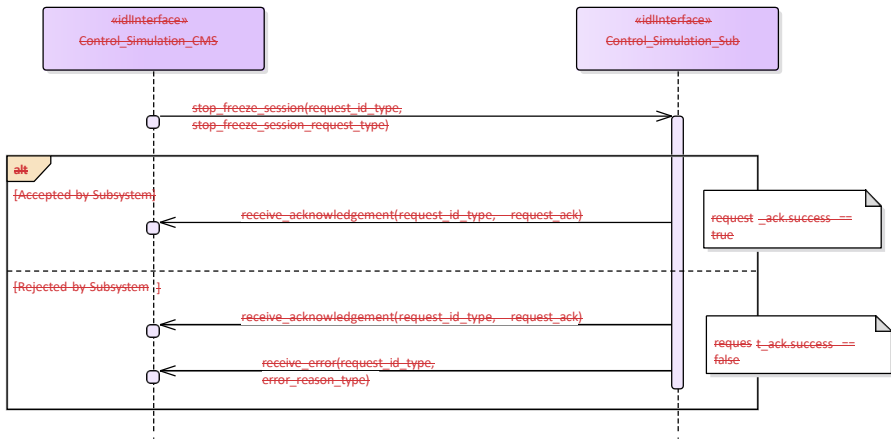 «idlInterface»
Control_Simulation_CMS
«idlInterface»
Control_Simulation_Sub
stop_freeze_session(request_id_type,
stop_freeze_session_request_type)
alt
[Accepted by Subsystem]
receive_acknowledgement(request_id_type, request_ack)
request _ack.success ==
true
[Rejected by Subsystem ]
receive_acknowledgement(request_id_type, request_ack)
reques t_ack.success ==
false
receive_error(request_id_type,
error_reason_type)